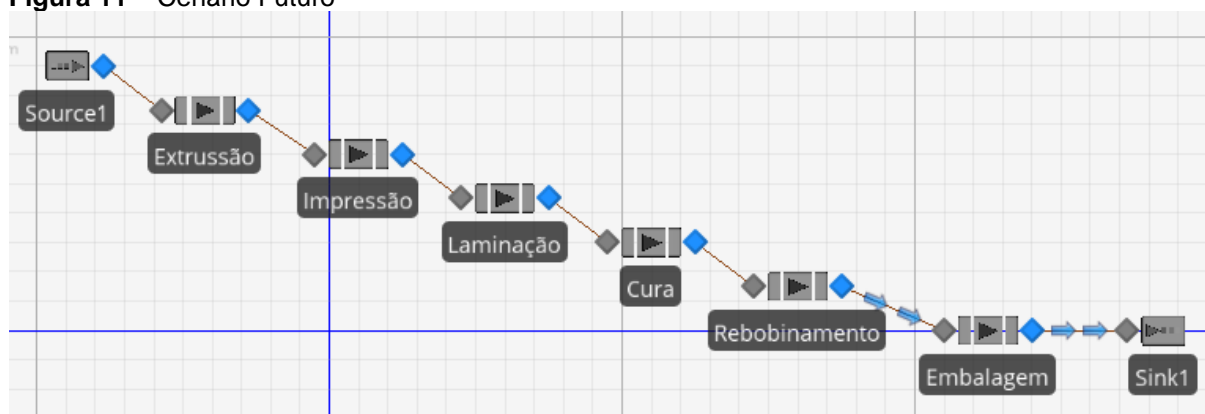 Figura 11 – Cenário Futuro
Source1
Extrussão
Impressão
Laminação
Cura
Rebobinamento
Embalagem
Sink1